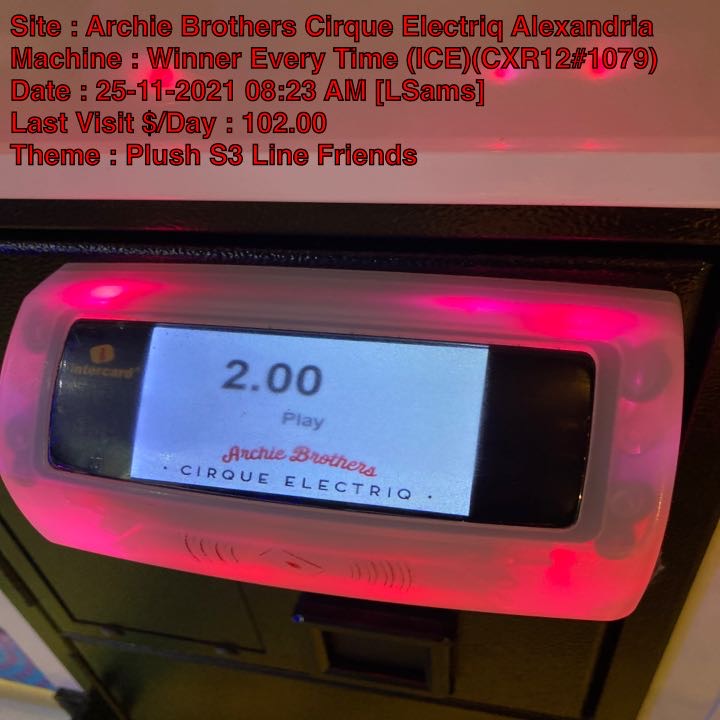 Site : Archie Brothers Cirque Electriq Alexandria
Machine : Winner Every Time (ICE)(CXR12#1079)
Date : 25-11-2021 08:23 AM [LSams]
Last Visit $/Day : 102.00
Theme : Plush S3 Line Friends
intercard
2.00
Play
Archie Brothers
· CIRQUE ELECTRIQ ·